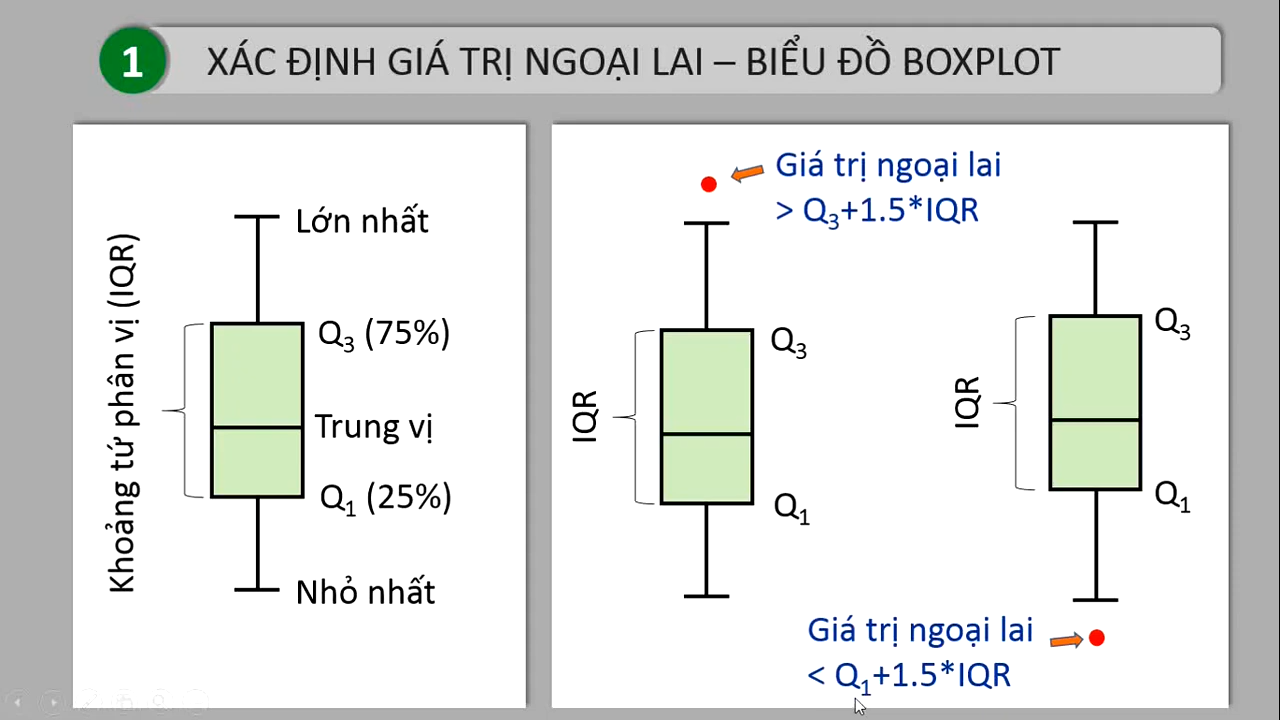 1 XÁC ĐỊNH GIÁ TRỊ NGOẠI LAI – BIỂU ĐỒ BOXPLOT
Khoảng tứ phân vị (IQR)
Lớn nhất
Q3 (75%)
Trung vị
Q1 (25%)
Nhỏ nhất
Giá trị ngoại lai
> Q3+1.5*IQR
IQR
Q3
Q1
IQR
Q3
Q1
Giá trị ngoại lai
< Q1+1.5*IQR